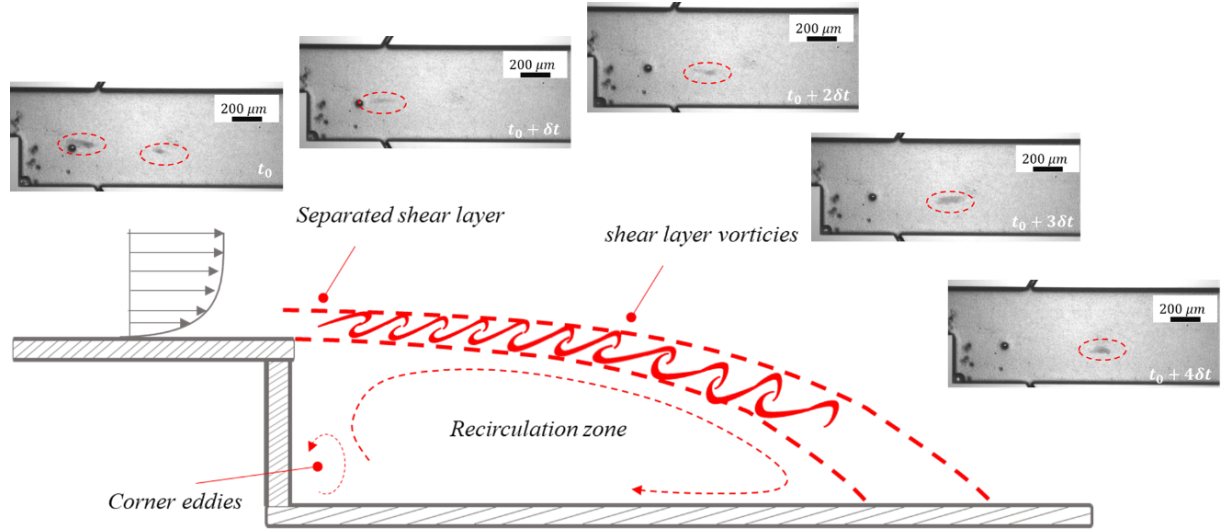 200 μm
t₀ + 2δt
200 μm
t₀ + δt
200 μm
t₀
200 μm
t₀ + 3δt
Separated shear layer
shear layer vorticies
200 μm
t₀ + 4δt
Recirculation zone
Corner eddies